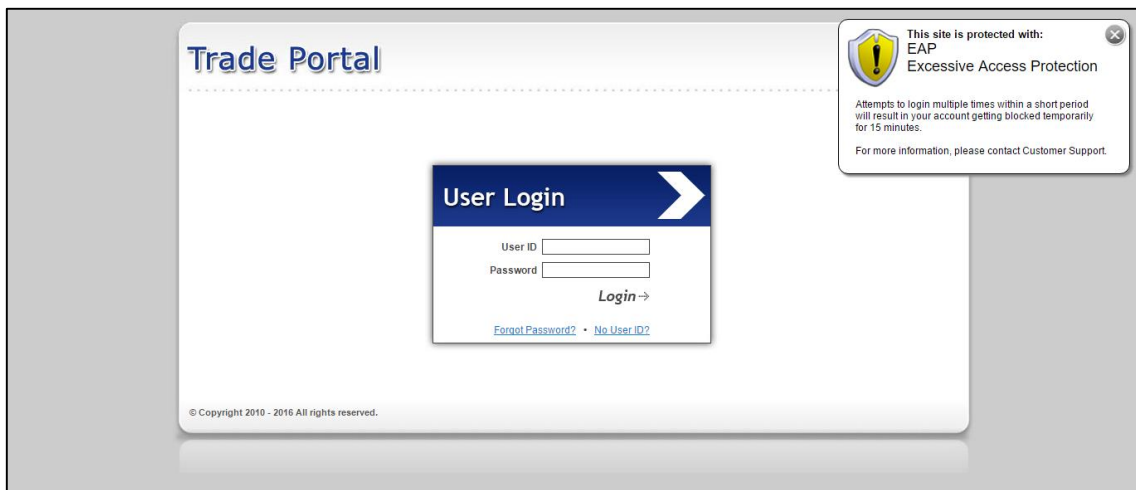 Trade Portal
This site is protected with:
EAP
Excessive Access Protection
Attempts to login multiple times within a short period
will result in your account getting blocked temporarily
for 15 minutes.
For more information, please contact Customer Support.
User Login
User ID
Password
Login
Forgot Password? • No User ID?
© Copyright 2010 - 2016 All rights reserved.